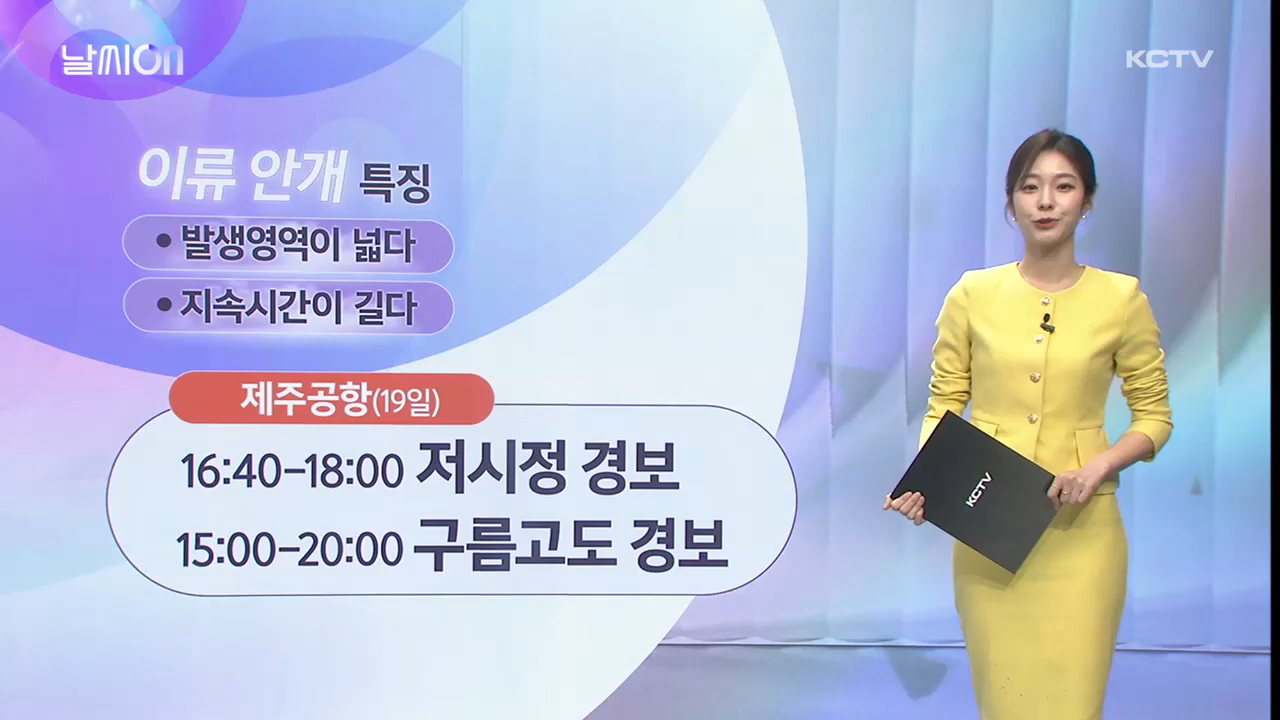 날씨On
KCTV
이류 안개 특징
• 발생영역이 넓다
• 지속시간이 길다
제주공항(19일)
16:40-18:00 저시정 경보
15:00-20:00 구름고도 경보
KCTV